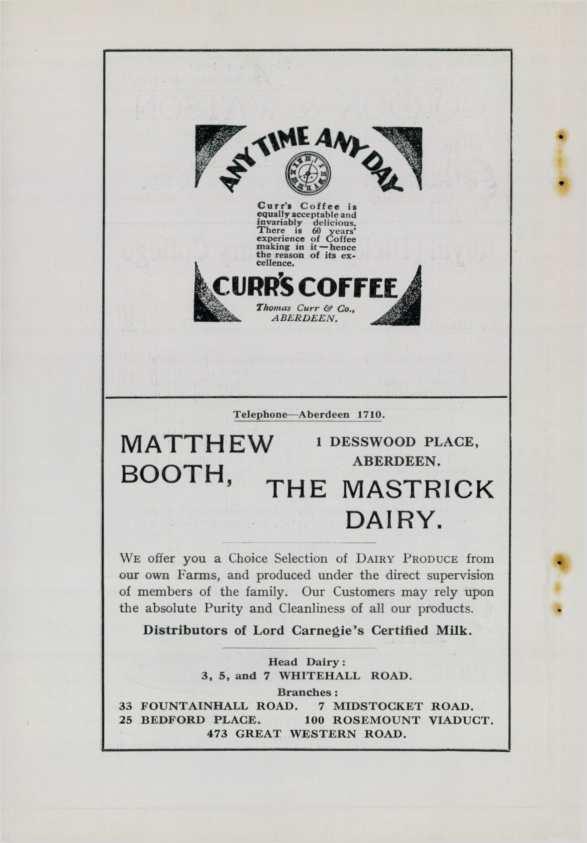 ANY TIME ANY DAY
Curr's Coffee is
equally acceptable and
invariably delicious.
There is 60 years'
experience of Coffee
making in it—hence
the reason of its ex-
cellence.
CURR'S COFFEE
Thomas Curr & Co.,
ABERDEEN.
Telephone—Aberdeen 1710.
MATTHEW
BOOTH,
1 DESSWOOD PLACE,
ABERDEEN.
THE MASTRICK
DAIRY.
WE offer you a Choice Selection of DAIRY PRODUCE from
our own Farms, and produced under the direct supervision
of members of the family. Our Customers may rely upon
the absolute Purity and Cleanliness of all our products.
Distributors of Lord Carnegie's Certified Milk.
Head Dairy:
3, 5, and 7 WHITEHALL ROAD.
Branches:
33 FOUNTAINHALL ROAD. 7 MIDSTOCKET ROAD.
25 BEDFORD PLACE. 100 ROSEMOUNT VIADUCT.
473 GREAT WESTERN ROAD.